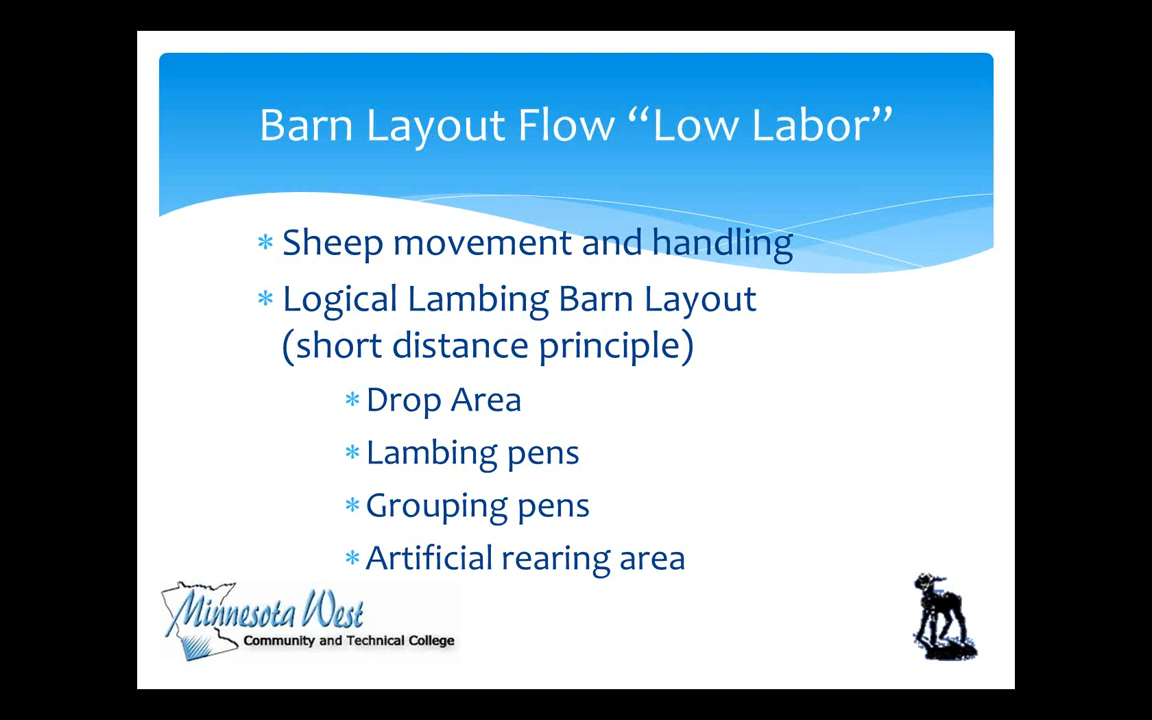 Barn Layout Flow “Low Labor”
* Sheep movement and handling
* Logical Lambing Barn Layout
(short distance principle)
* Drop Area
* Lambing pens
* Grouping pens
* Artificial rearing area
Minnesota West
Community and Technical College